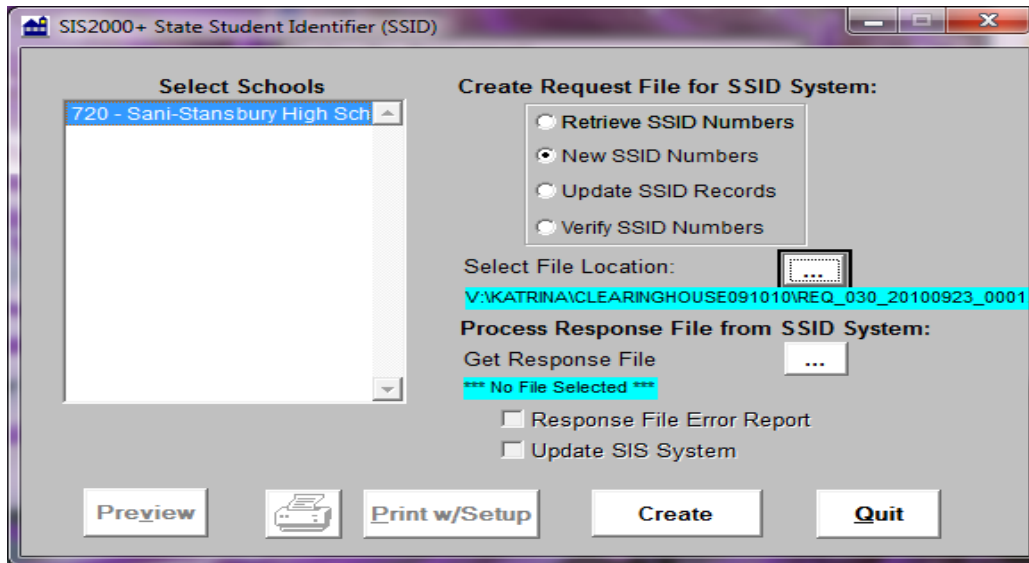 SIS2000+ State Student Identifier (SSID)
Select Schools
720 - Sani-Stansbury High Sch
Create Request File for SSID System:
Retrieve SSID Numbers
New SSID Numbers
Update SSID Records
Verify SSID Numbers
Select File Location:
...
V:\KATRINA\CLEARINGHOUSE091010\REQ_030_20100923_0001
Process Response File from SSID System:
Get Response File
...
*** No File Selected ***
Response File Error Report
Update SIS System
Preview
Print w/Setup
Create
Quit